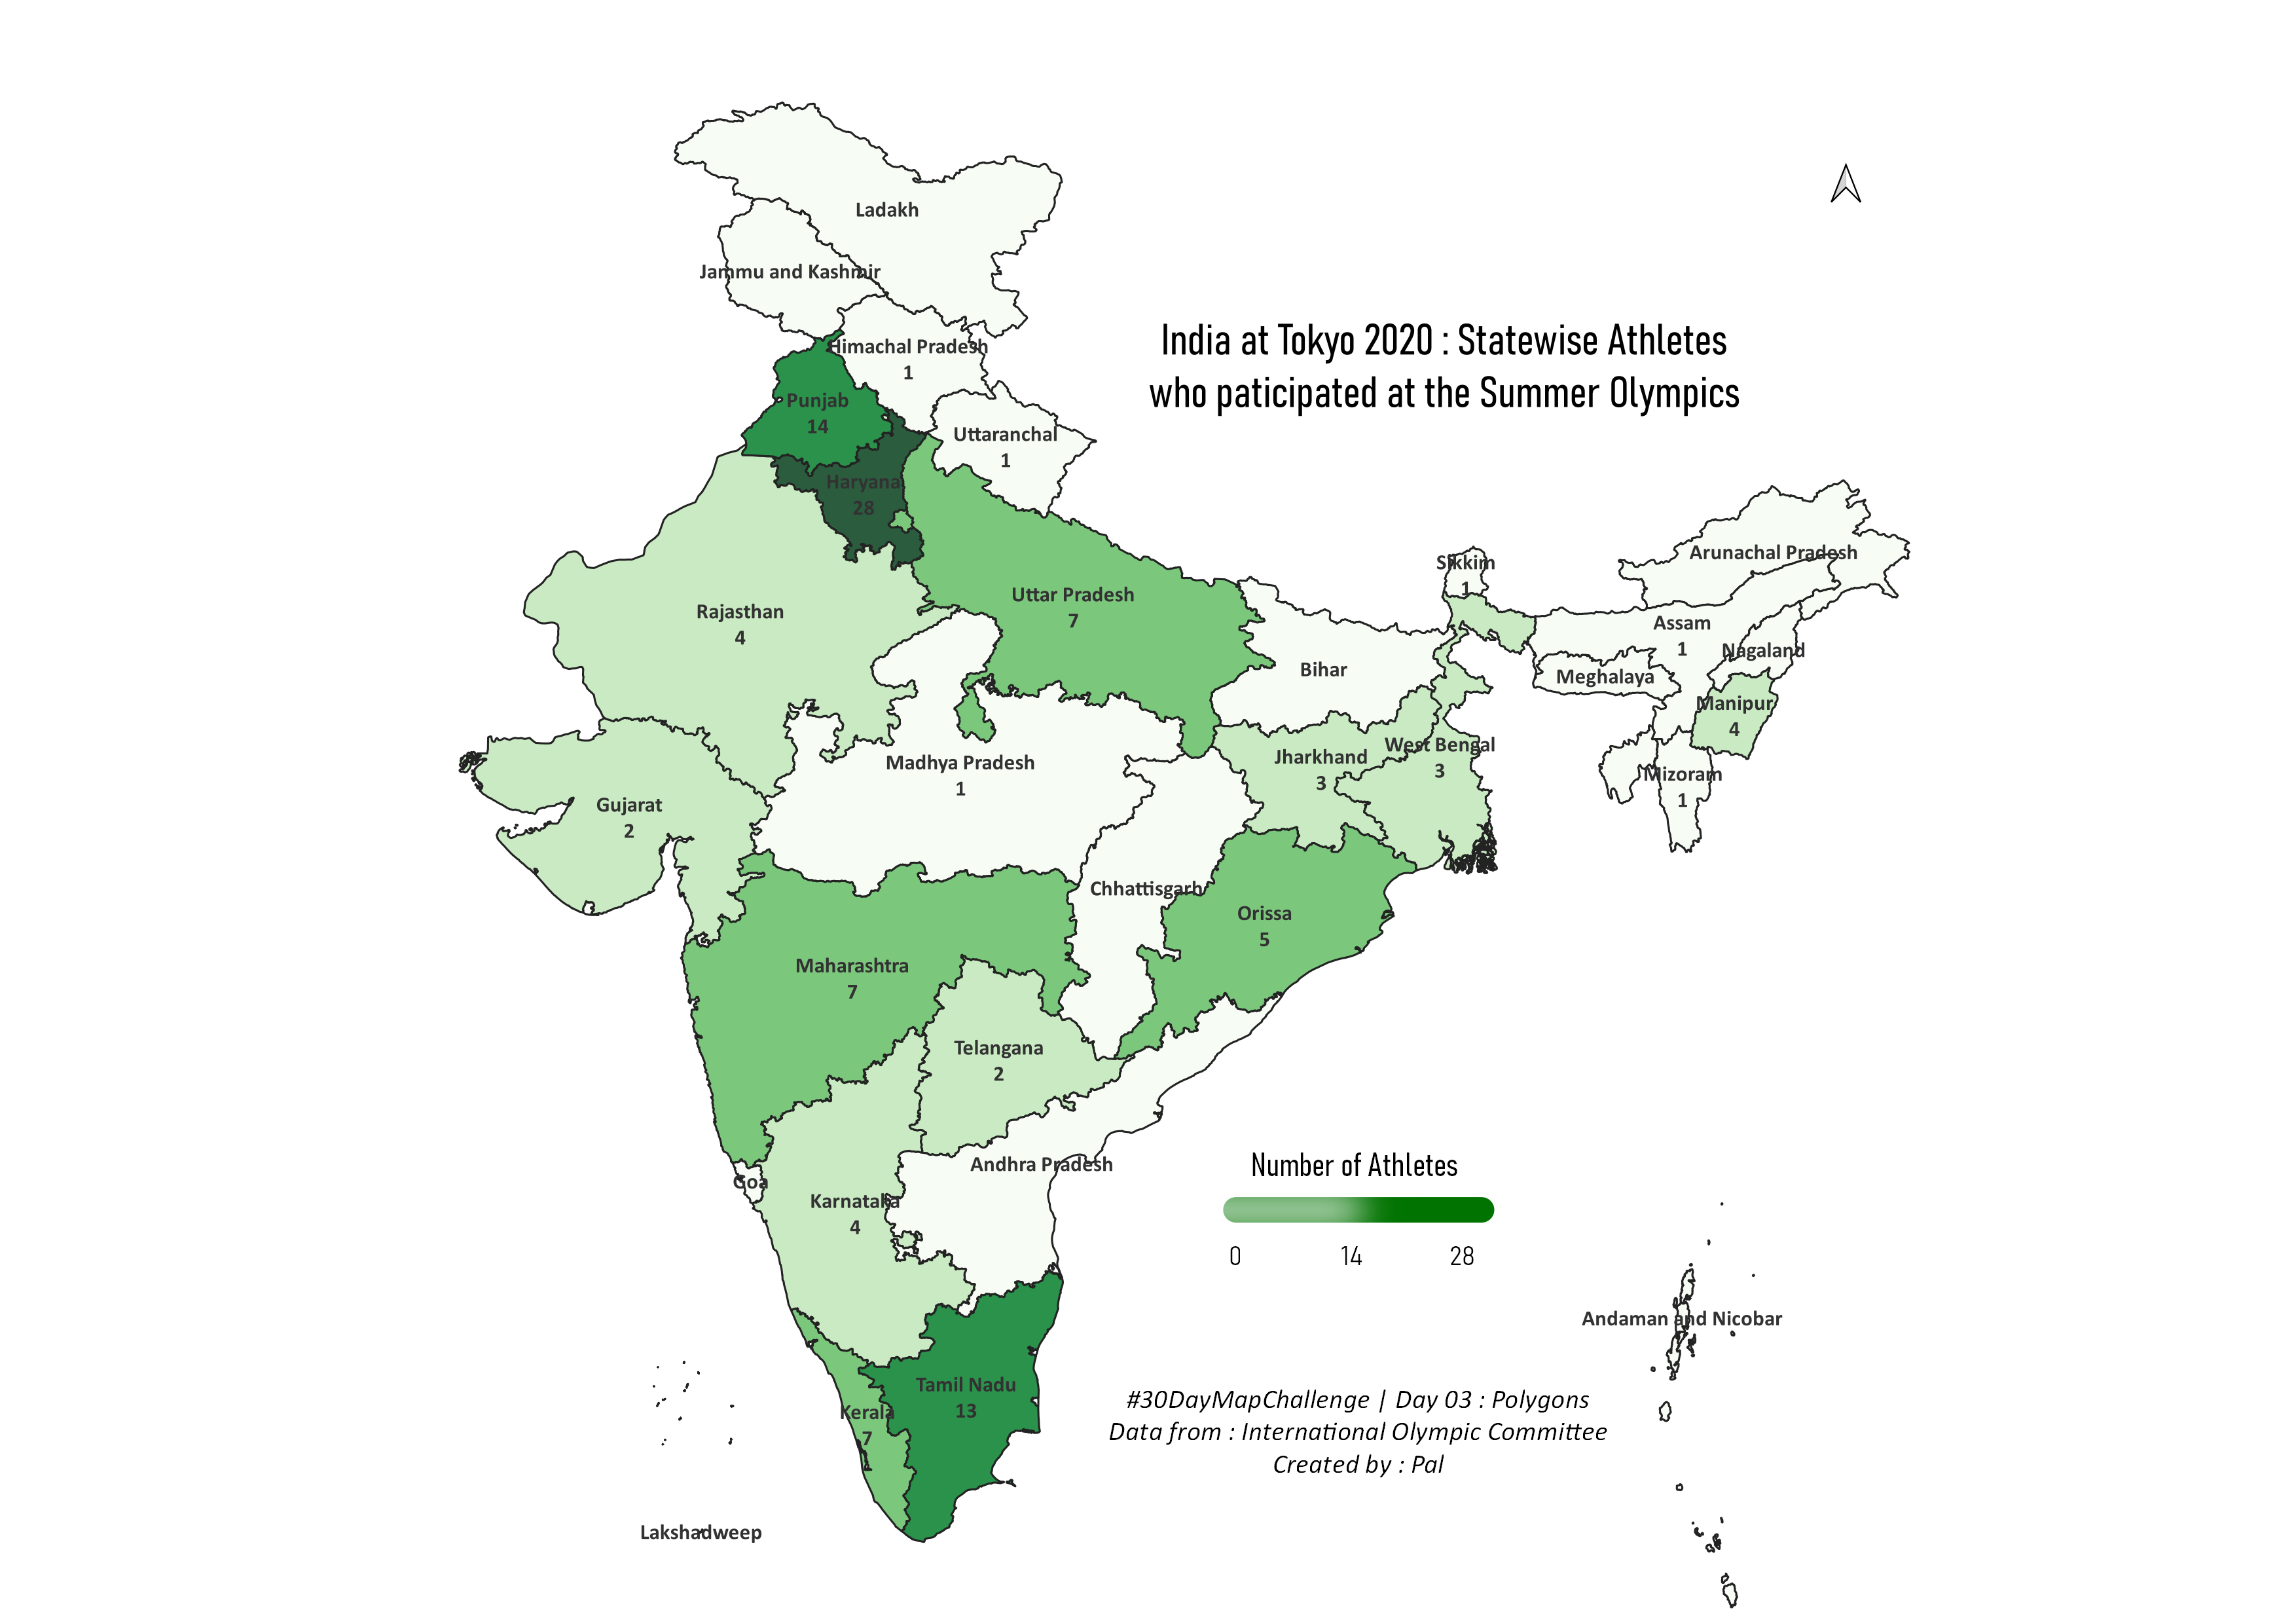 Ladakh
Jammu and Kashmir
India at Tokyo 2020 : Statewise Athletes
who paticipated at the Summer Olympics
Himachal Pradesh
1
Punjab
14
Uttaranchal
1
Haryana
28
Arunachal Pradesh
Sikkim
1
Uttar Pradesh
7
Rajasthan
4
Assam
1
Nagaland
Bihar
Meghalaya
Manipur
4
West Bengal
3
Jharkhand
3
Madhya Pradesh
1
Mizoram
1
Gujarat
2
Chhattisgarh
Orissa
5
Maharashtra
7
Telangana
2
Andhra Pradesh
Goa
Karnataka
4
Number of Athletes
0 14 28
Andaman and Nicobar
Tamil Nadu
13
Kerala
7
#30DayMapChallenge | Day 03 : Polygons
Data from : International Olympic Committee
Created by : Pal
Lakshadweep